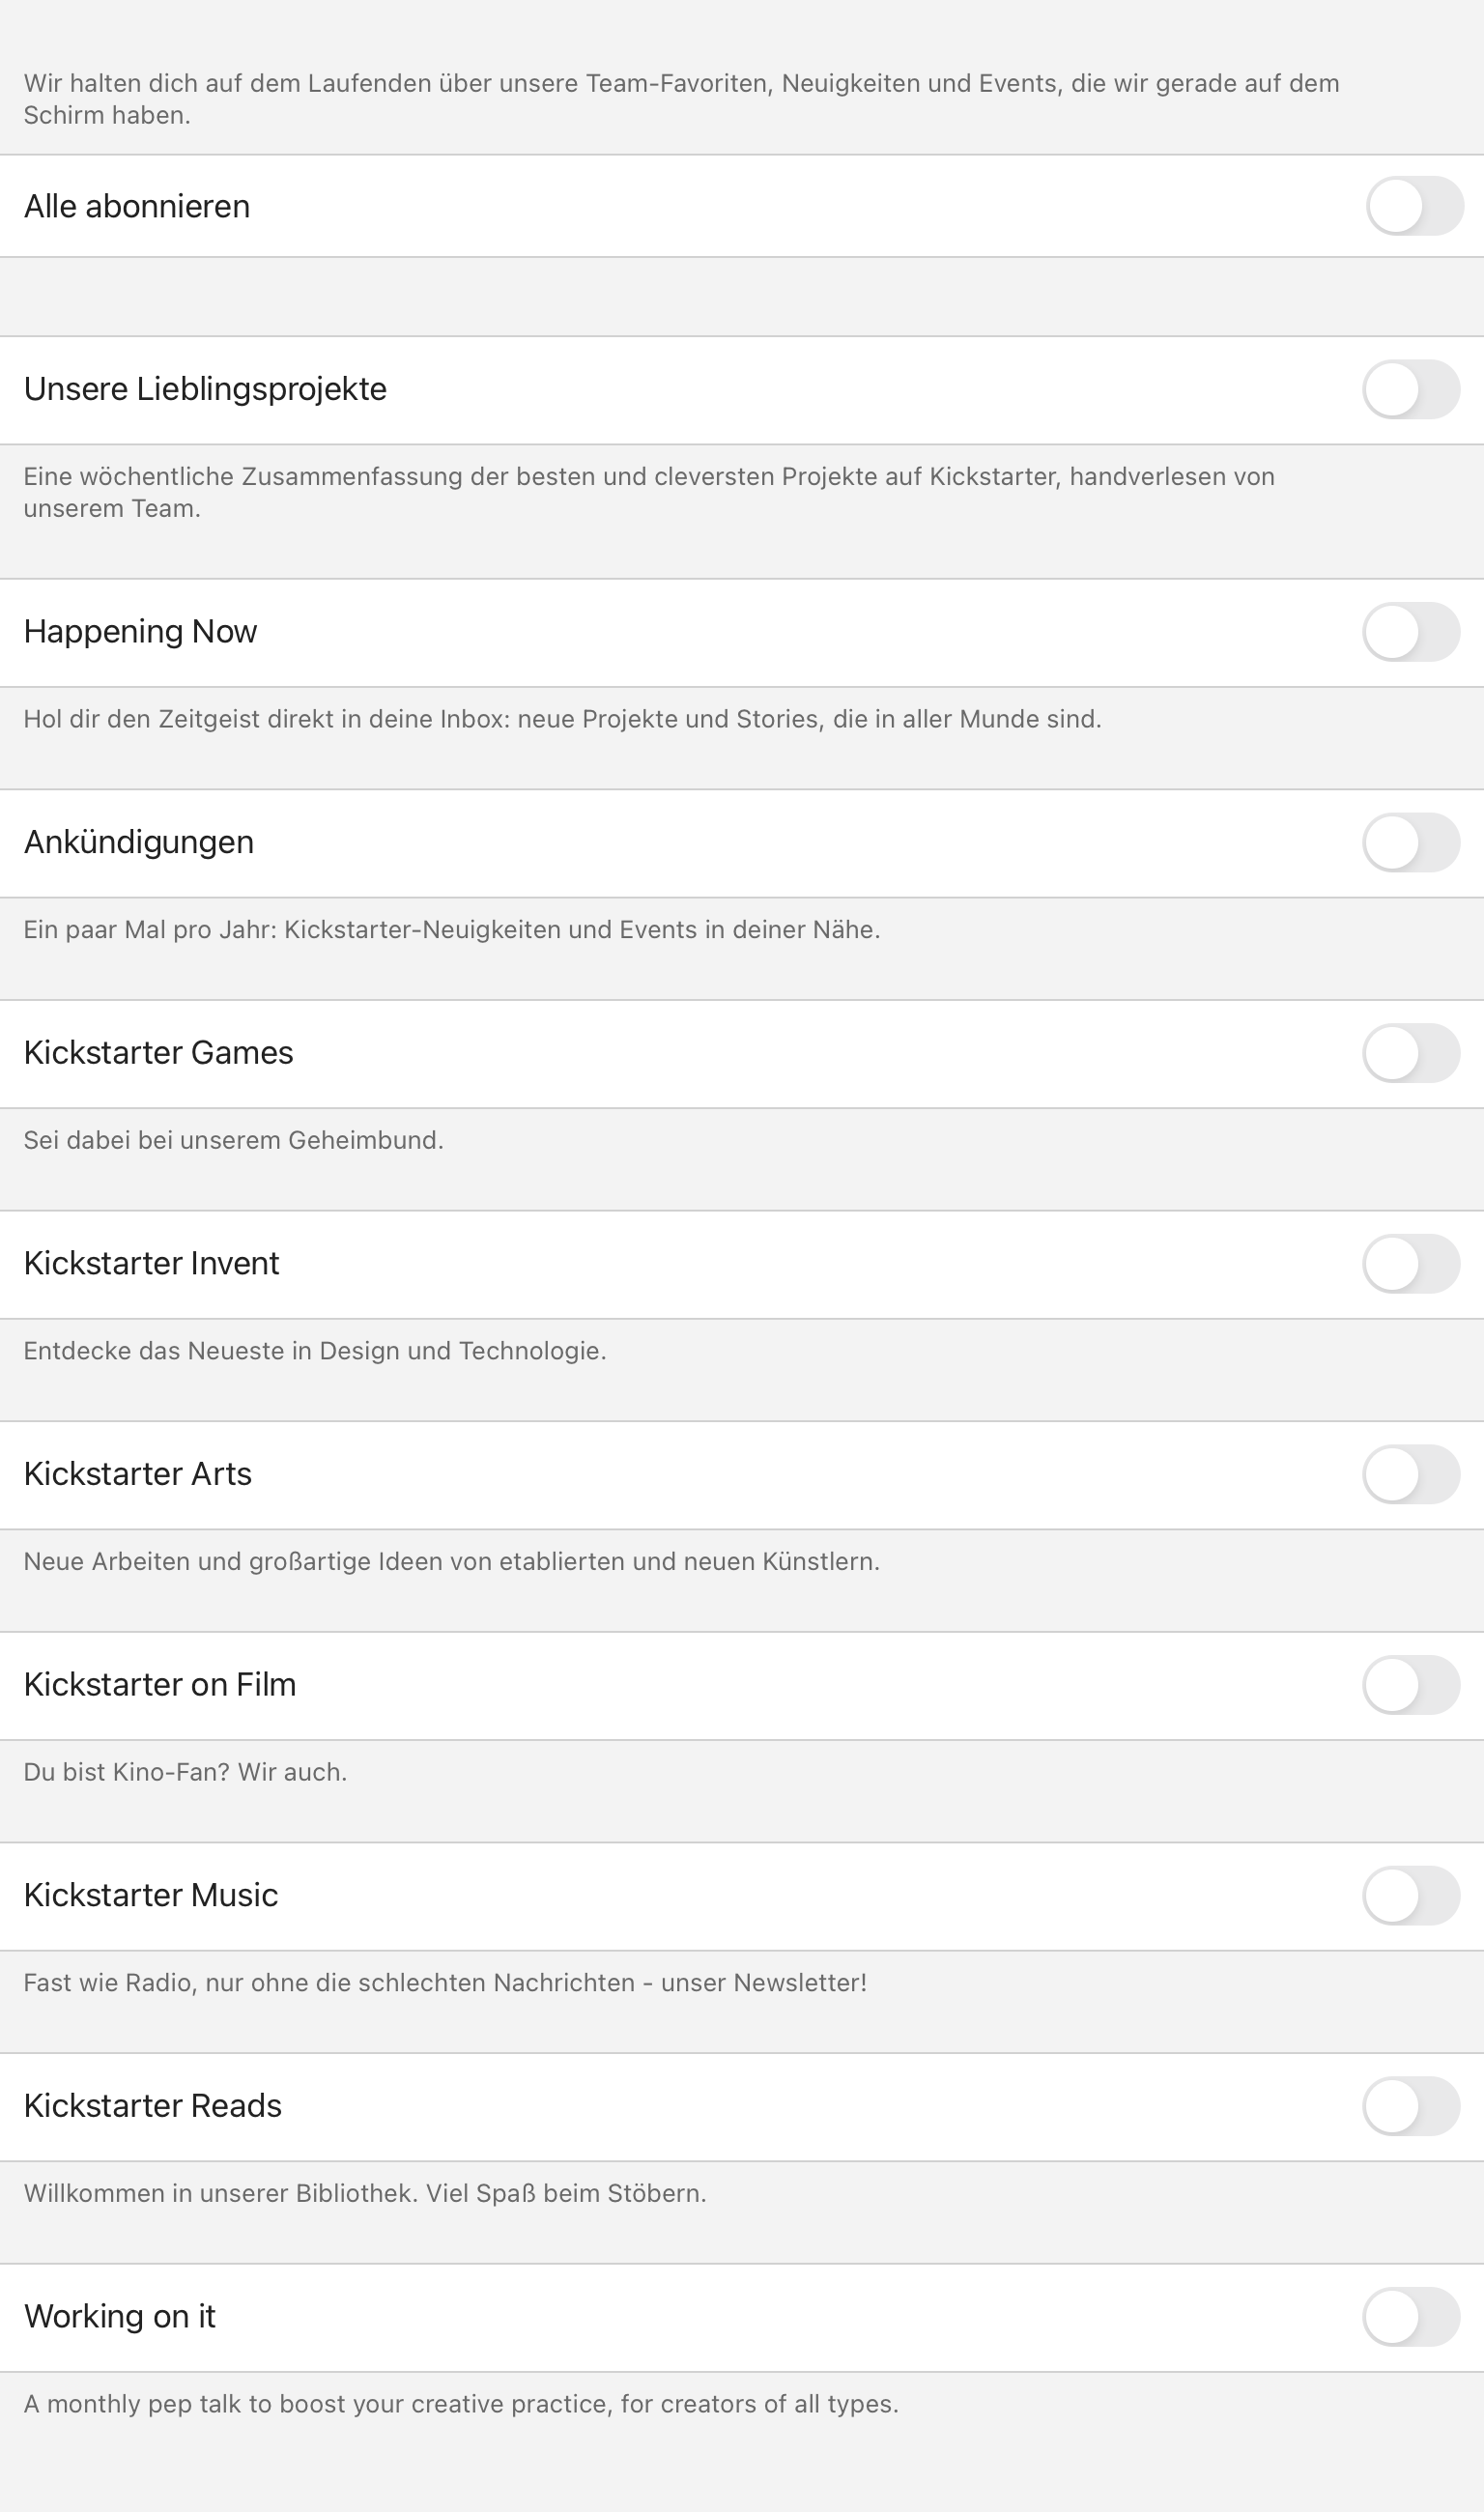 Wir halten dich auf dem Laufenden über unsere Team-Favoriten, Neuigkeiten und Events, die wir gerade auf dem
Schirm haben.
Alle abonnieren
Unsere Lieblingsprojekte
Eine wöchentliche Zusammenfassung der besten und cleversten Projekte auf Kickstarter, handverlesen von
unserem Team.
Happening Now
Hol dir den Zeitgeist direkt in deine Inbox: neue Projekte und Stories, die in aller Munde sind.
Ankündigungen
Ein paar Mal pro Jahr: Kickstarter-Neuigkeiten und Events in deiner Nähe.
Kickstarter Games
Sei dabei bei unserem Geheimbund.
Kickstarter Invent
Entdecke das Neueste in Design und Technologie.
Kickstarter Arts
Neue Arbeiten und großartige Ideen von etablierten und neuen Künstlern.
Kickstarter on Film
Du bist Kino-Fan? Wir auch.
Kickstarter Music
Fast wie Radio, nur ohne die schlechten Nachrichten - unser Newsletter!
Kickstarter Reads
Willkommen in unserer Bibliothek. Viel Spaß beim Stöbern.
Working on it
A monthly pep talk to boost your creative practice, for creators of all types.